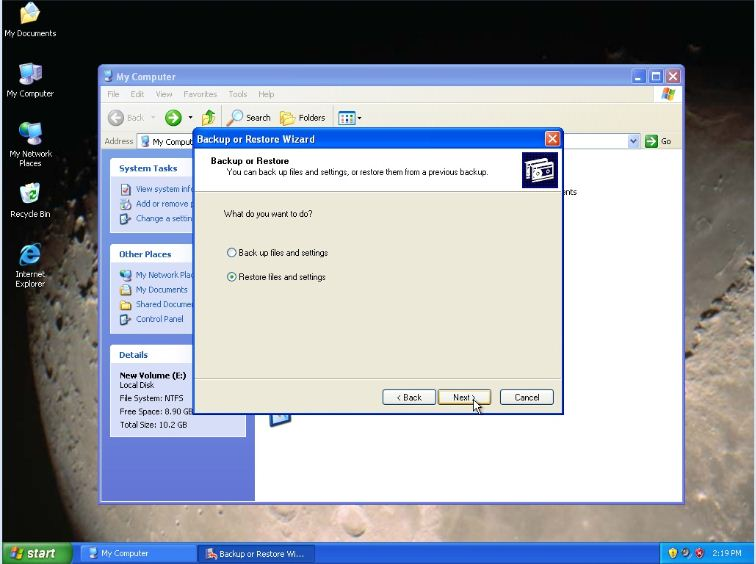 My Documents
My Computer
My Network
Places
Recycle Bin
Internet
Explorer
My Computer
File Edit View Favorites Tools Help
Back Search Folders
Address My Comput Go
System Tasks
View system info
Add or remove p
Change a settin
Other Places
My Network Plac
My Documents
Shared Documen
Control Panel
Details
New Volume (E:)
Local Disk
File System: NTFS
Free Space: 8.90 GB
Total Size: 10.2 GB
ents
Backup or Restore Wizard
Backup or Restore
You can back up files and settings, or restore them from a previous backup.
What do you want to do?
Back up files and settings
Restore files and settings
< Back Next > Cancel
start My Computer Backup or Restore Wi... 2:19 PM